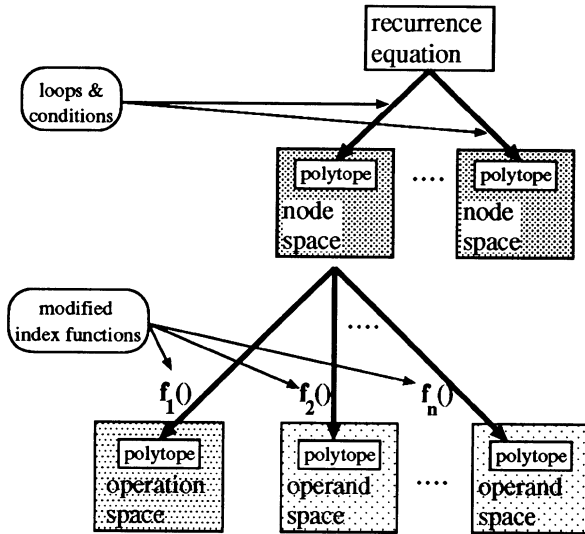 recurrence
equation
loops &
conditions
polytope
node
space
....
polytope
node
space
modified
index functions
....
f1()
f2()
fn()
polytope
operation
space
polytope
operand
space
....
polytope
operand
space